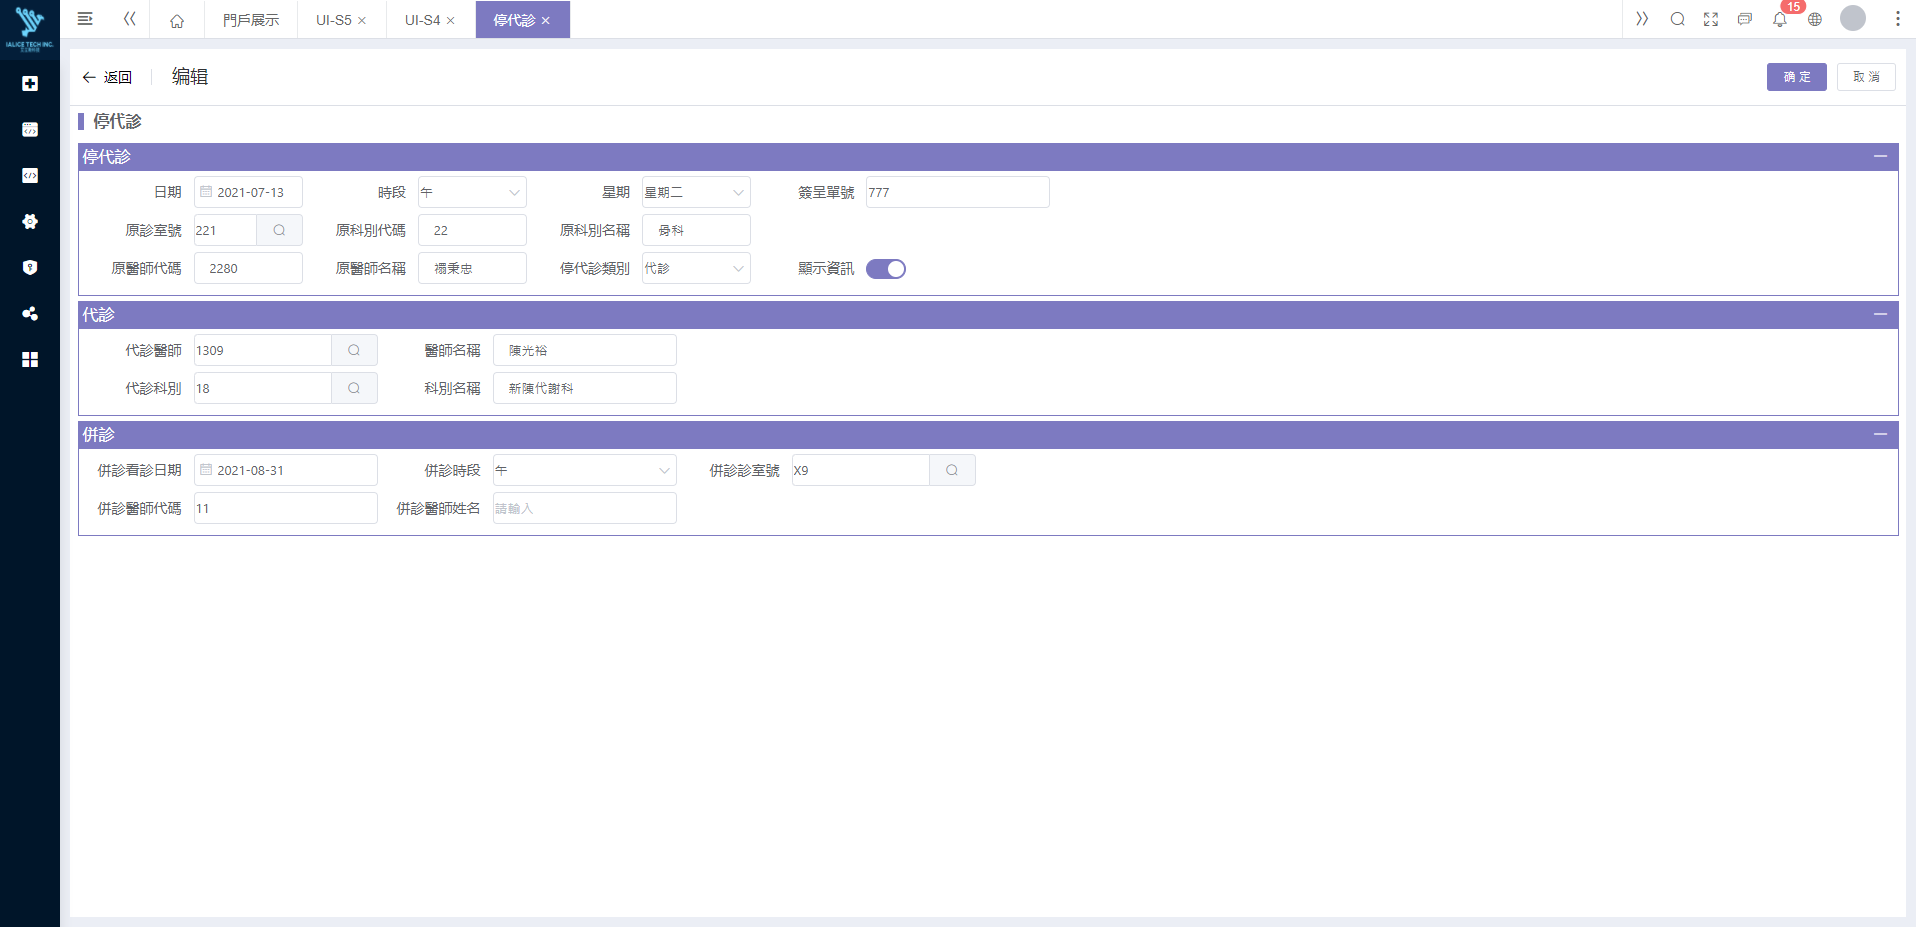 門戶展示 UI-S5 UI-S4 停代診 15
IALICE TECH INC.
返回 编辑 确定 取消
停代診
停代診
日期 2021-07-13 時段 午 星期 星期二 簽呈單號 777
原診室號 221 原科別代碼 22 原科別名稱 骨科
原醫師代碼 2280 原醫師名稱 禤秉忠 停代診類別 代診 顯示資訊
代診
代診醫師 1309 醫師名稱 陳光裕
代診科別 18 科別名稱 新陳代謝科
併診
併診看診日期 2021-08-31 併診時段 午 併診診室號 X9
併診醫師代碼 11 併診醫師姓名 請輸入